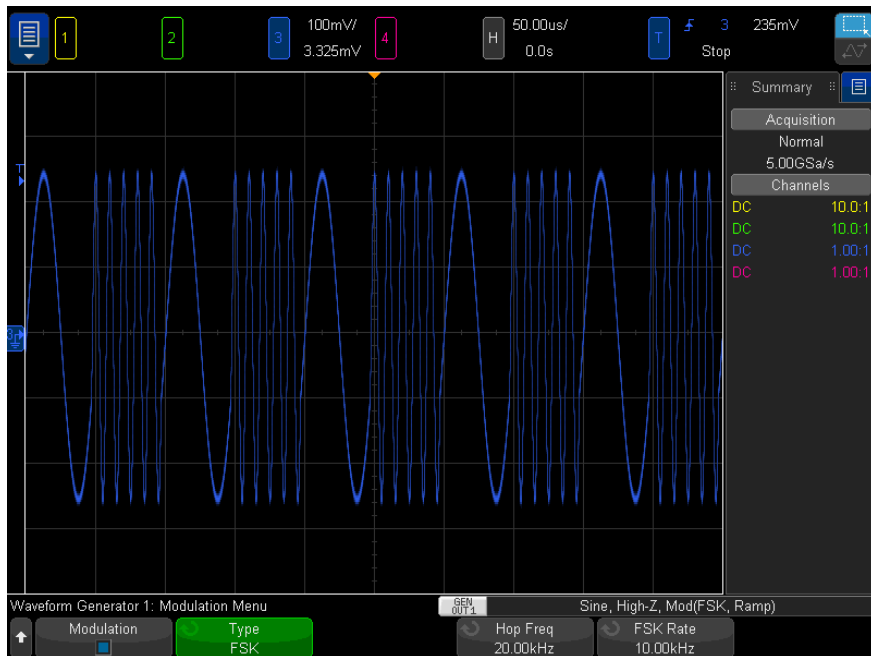 1
2
3
100mV/
3.325mV
4
H
50.00us/
0.0s
T
3
235mV
Stop
Summary
Acquisition
Normal
5.00GSa/s
Channels
DC 10.0:1
DC 10.0:1
DC 1.00:1
DC 1.00:1
T
3
Waveform Generator 1: Modulation Menu
GEN
OUT1
Sine, High-Z, Mod(FSK, Ramp)
Modulation
Type
FSK
Hop Freq
20.00kHz
FSK Rate
10.00kHz